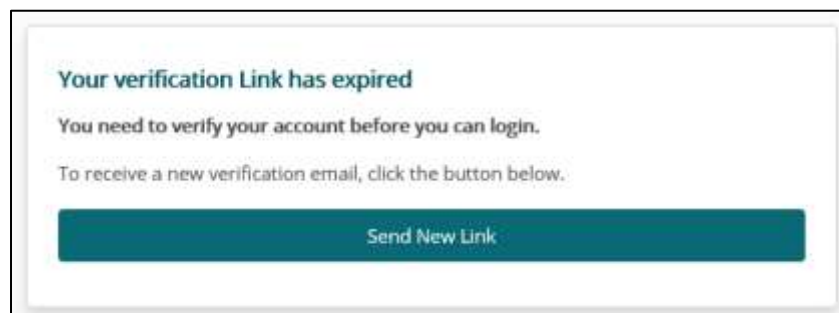 Your verification Link has expired
You need to verify your account before you can login.
To receive a new verification email, click the button below.
Send New Link